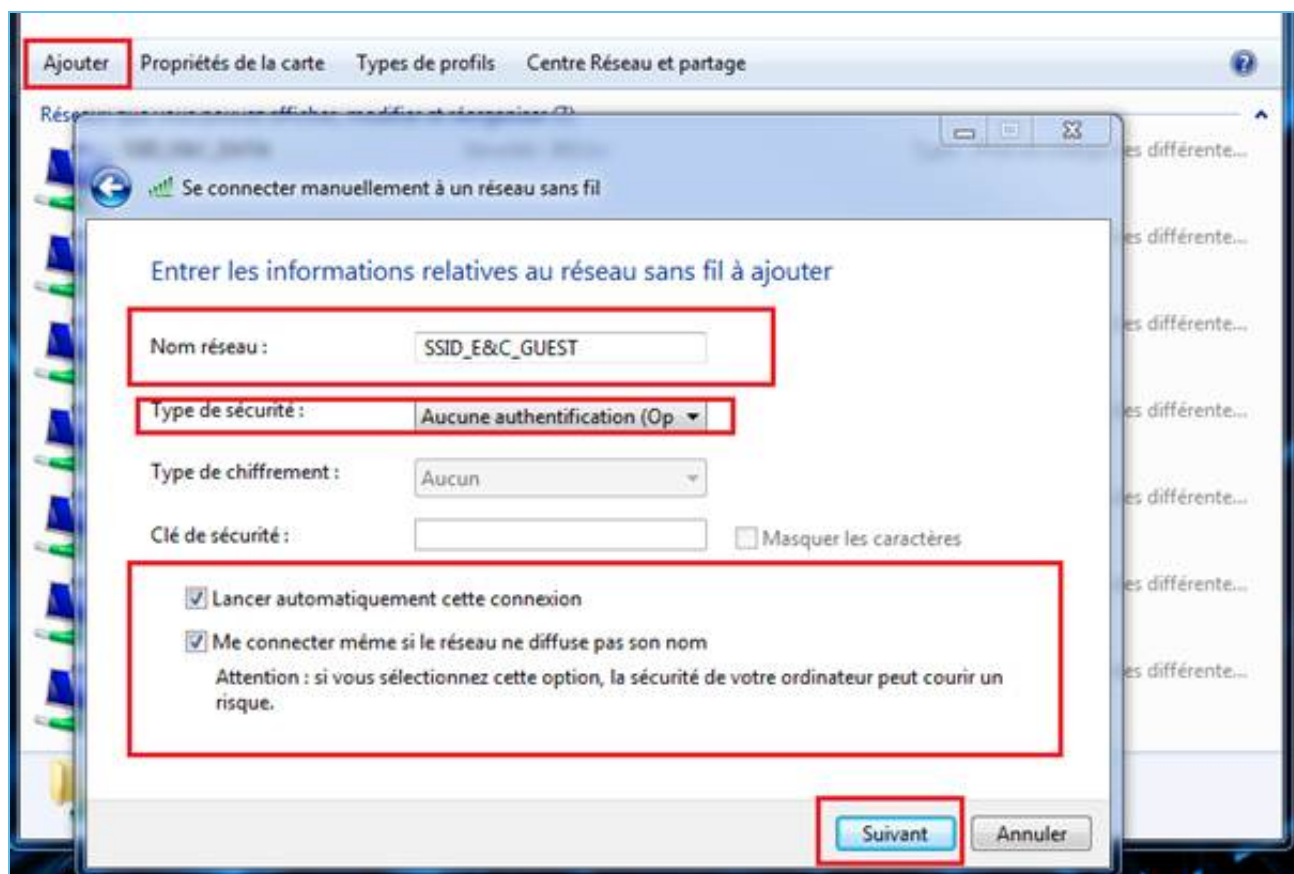 Ajouter Propriétés de la carte Types de profils Centre Réseau et partage
es différente...
Se connecter manuellement à un réseau sans fil
es différente...
Entrer les informations relatives au réseau sans fil à ajouter
es différente...
Nom réseau : SSID_E&C_GUEST
Type de sécurité : Aucune authentification (Op
es différente...
Type de chiffrement : Aucun
es différente...
Clé de sécurité : Masquer les caractères
Lancer automatiquement cette connexion
es différente...
Me connecter même si le réseau ne diffuse pas son nom
Attention : si vous sélectionnez cette option, la sécurité de votre ordinateur peut courir un
es différente...
risque.
Suivant Annuler